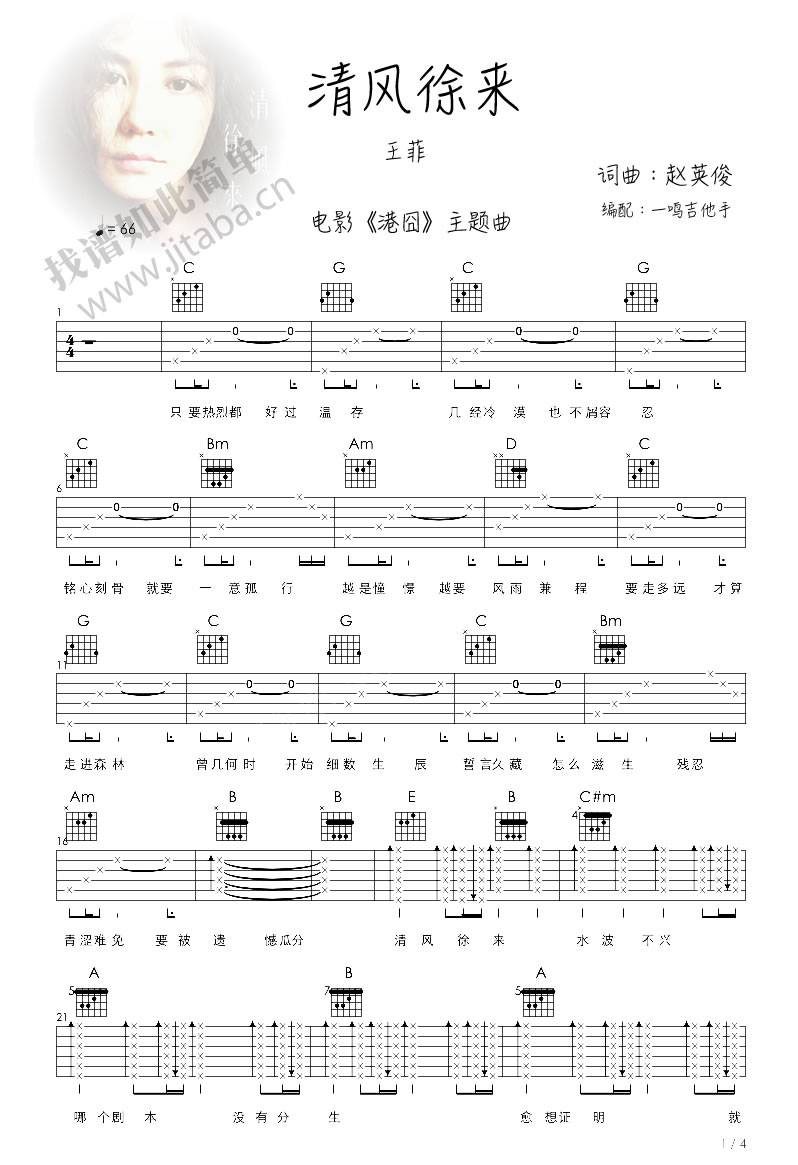 清风徐来
王菲
词曲：赵英俊
编配：一鸣吉他手
电影《港囧》主题曲
清风徐来
找谱如此简单
www.jitaba.cn
♩= 66
C G C G
1
4
4
只要热烈都 好过 温存 几经冷漠 也不屑容忍
C Bm Am D C
6
铭心刻骨 就要 一意孤行 越是憧憬 越要 风雨兼程 要走多远 才算
G C G C Bm
11
走进森林 曾几何时 开始 细数生辰 誓言久藏 怎么 滋生 残忍
Am B B E B C#m
4
16
青涩难免 要被 遗憾瓜分 清风徐来 水波不兴
A B A
5 7 5
21
哪个剧本 没有分生 愈想证明 就
1 / 4